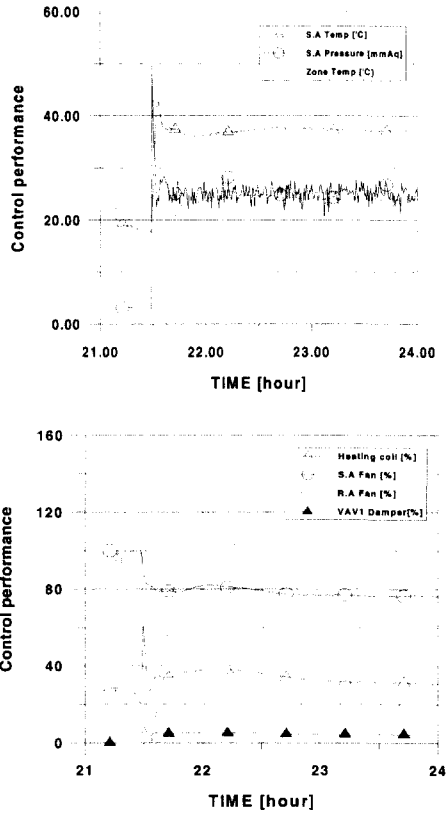 60.00
S.A Temp ['C]
S.A Pressure [mmAq]
Zone Temp ['C]
40.00
20.00
0.00
Control performance
21.00 22.00 23.00 24.00
TIME [hour]
160
Heating coil [%]
S.A Fan [%]
R.A Fan [%]
VAV1 Damper[%]
120
80
40
0
Control performance
21 22 23 24
TIME [hour]